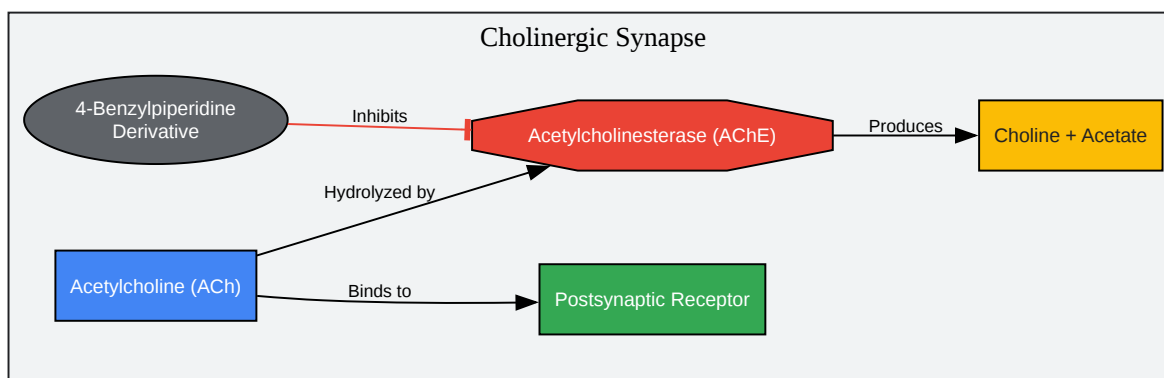 Cholinergic Synapse
4-Benzylpiperidine
Derivative
Inhibits
Acetylcholinesterase (AChE)
Produces
Choline + Acetate
Hydrolyzed by
Acetylcholine (ACh)
Binds to
Postsynaptic Receptor